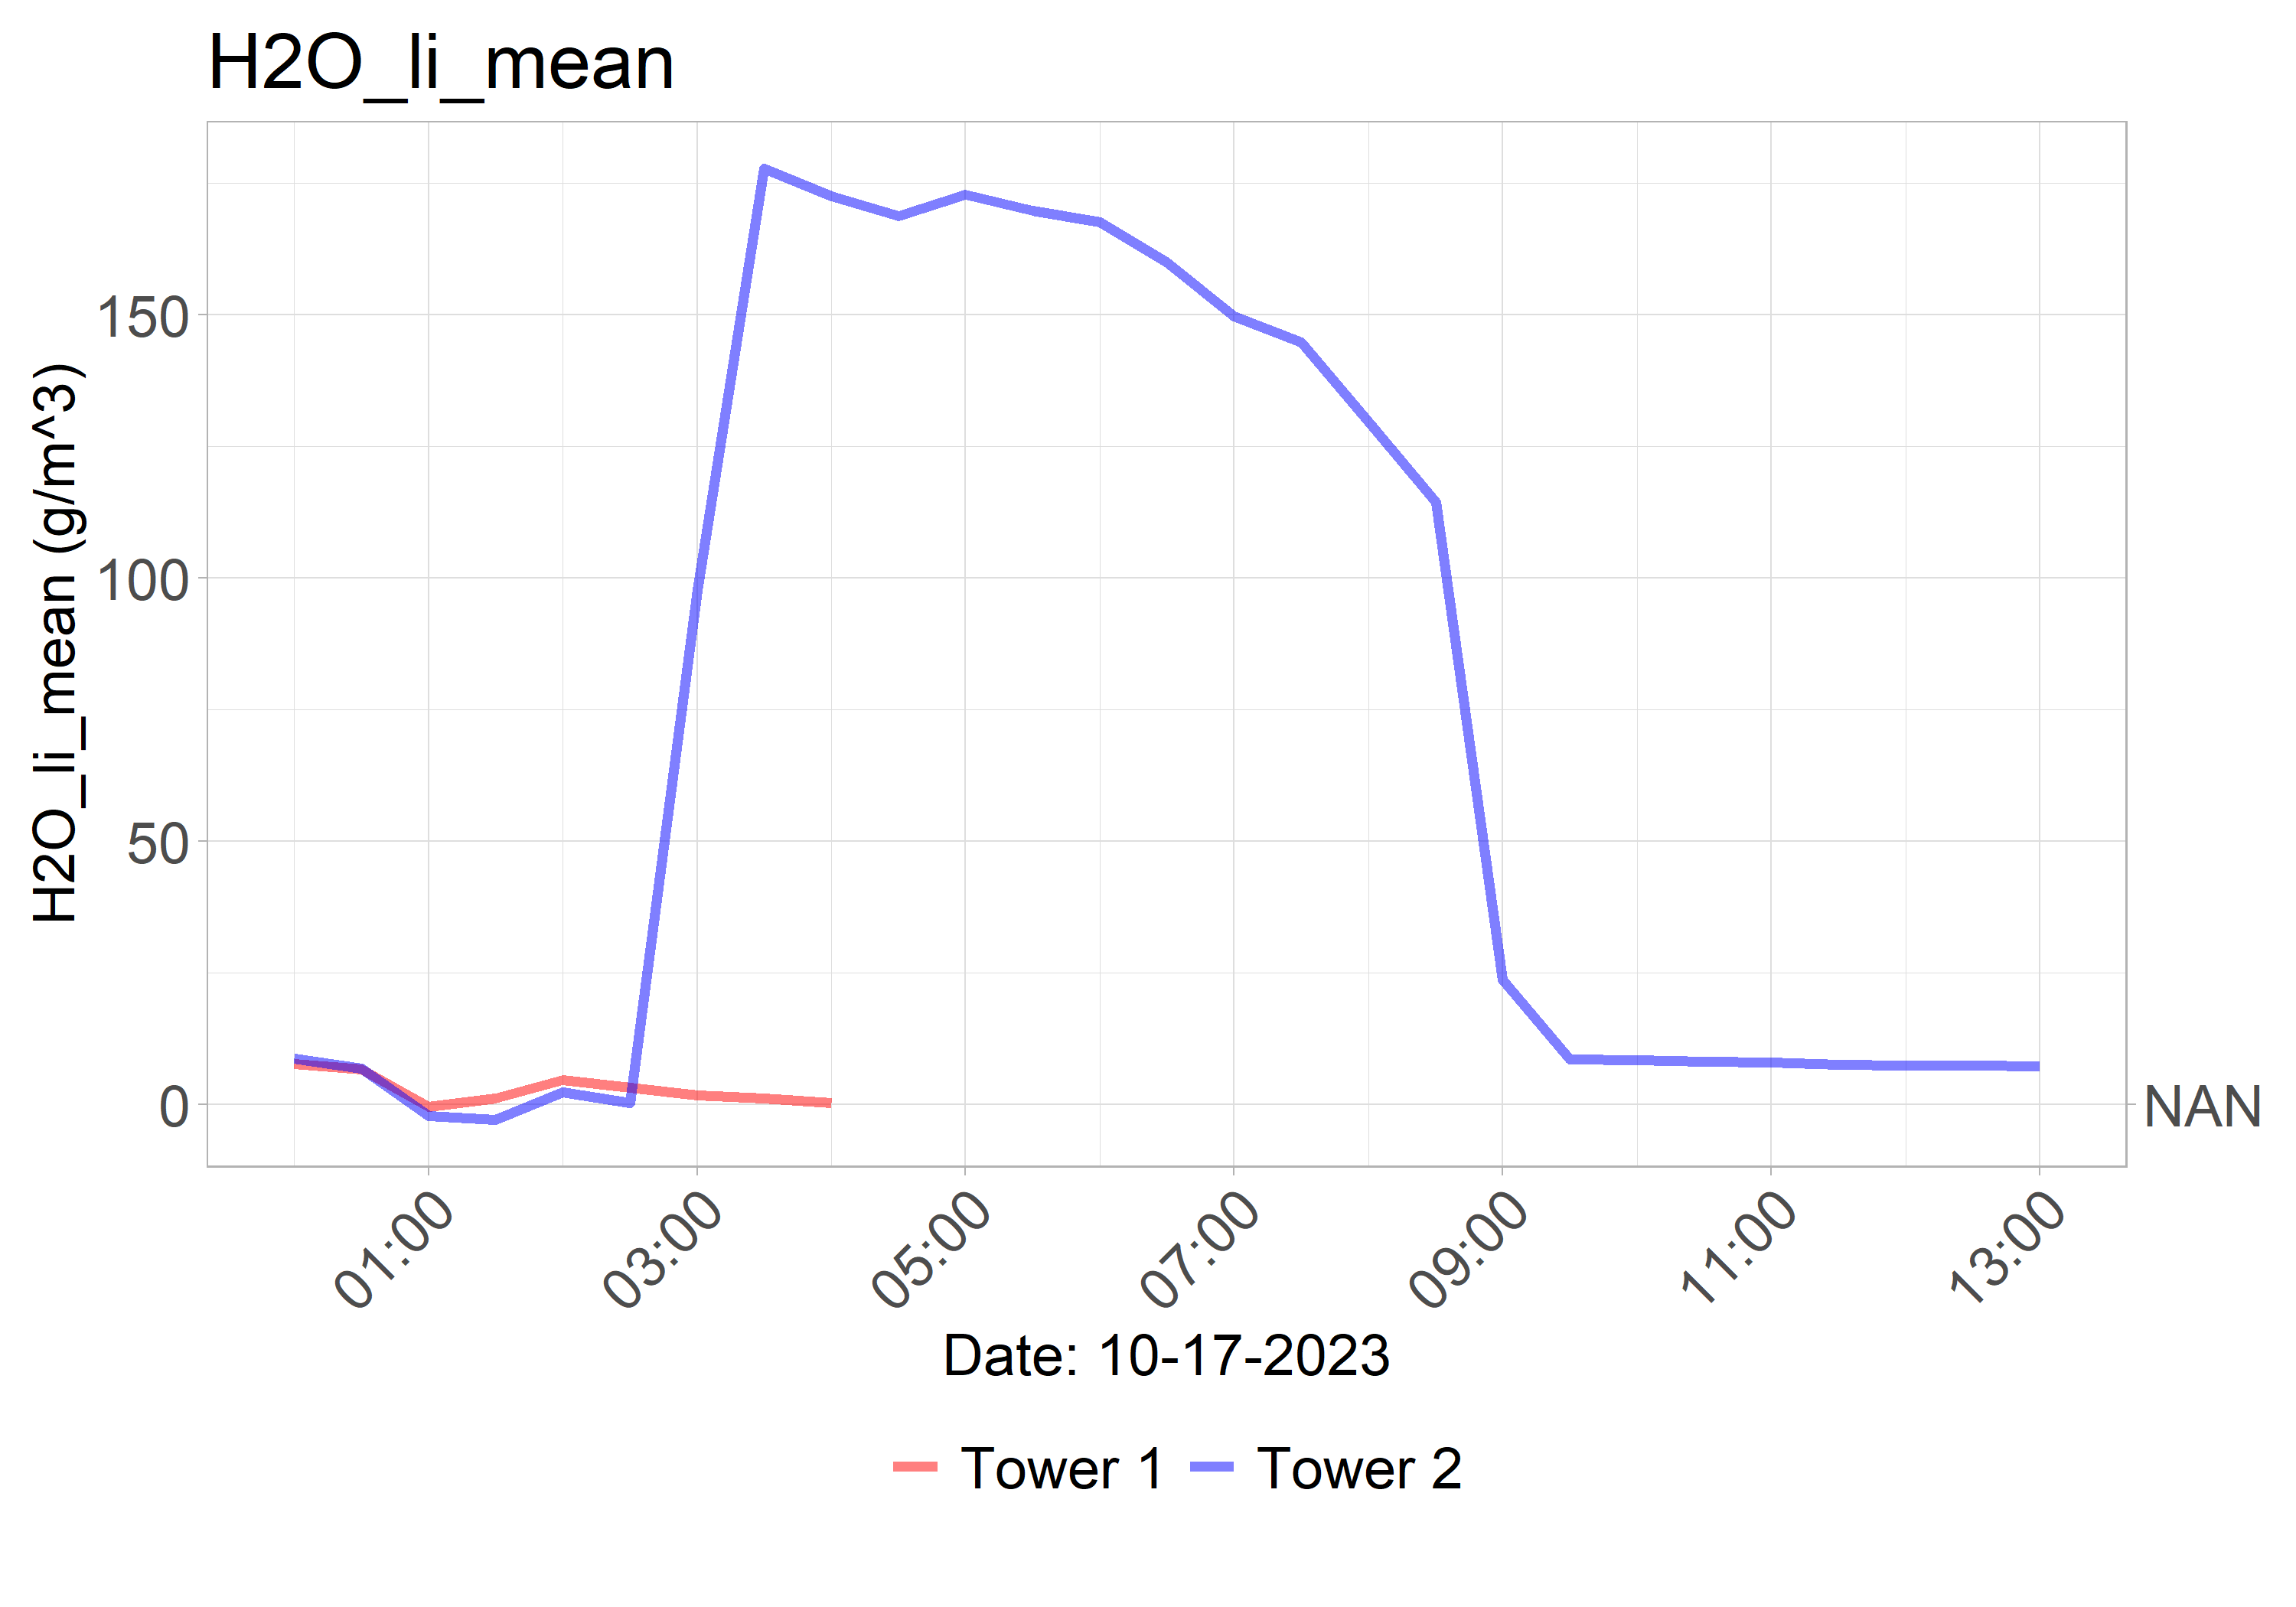 H2O_li_mean
H2O_li_mean (g/m^3)
150
100
50
0
NAN
01:00
03:00
05:00
07:00
09:00
11:00
13:00
Date: 10-17-2023
Tower 1
Tower 2